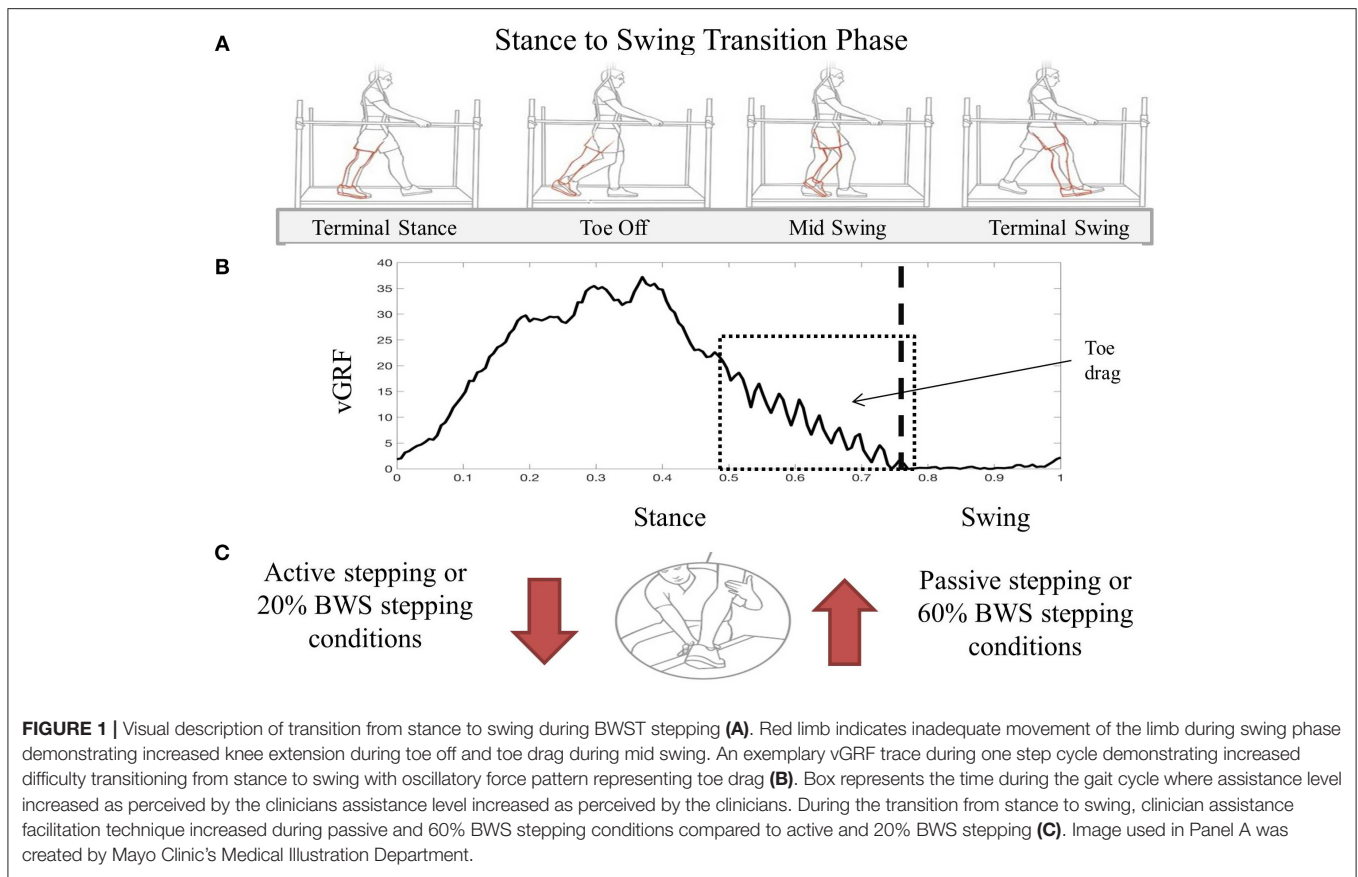 A
Stance to Swing Transition Phase
Terminal Stance
Toe Off
Mid Swing
Terminal Swing
B
vGRF
40
35
30
25
20
15
10
5
0
0
0.1
0.2
0.3
0.4
0.5
0.6
0.7
0.8
0.9
1
Toe
drag
Stance
Swing
C
Active stepping or
20% BWS stepping
conditions
Passive stepping or
60% BWS stepping
conditions
FIGURE 1 | Visual description of transition from stance to swing during BWST stepping (A). Red limb indicates inadequate movement of the limb during swing phase
demonstrating increased knee extension during toe off and toe drag during mid swing. An exemplary vGRF trace during one step cycle demonstrating increased
difficulty transitioning from stance to swing with oscillatory force pattern representing toe drag (B). Box represents the time during the gait cycle where assistance level
increased as perceived by the clinicians assistance level increased as perceived by the clinicians. During the transition from stance to swing, clinician assistance
facilitation technique increased during passive and 60% BWS stepping conditions compared to active and 20% BWS stepping (C). Image used in Panel A was
created by Mayo Clinic's Medical Illustration Department.